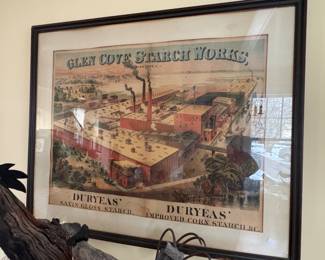 GLEN COVE STARCH WORKS,
DURYEAS'
SATIN GLOSS STARCH
DURYEAS'
IMPROVED CORN STARCH &C.